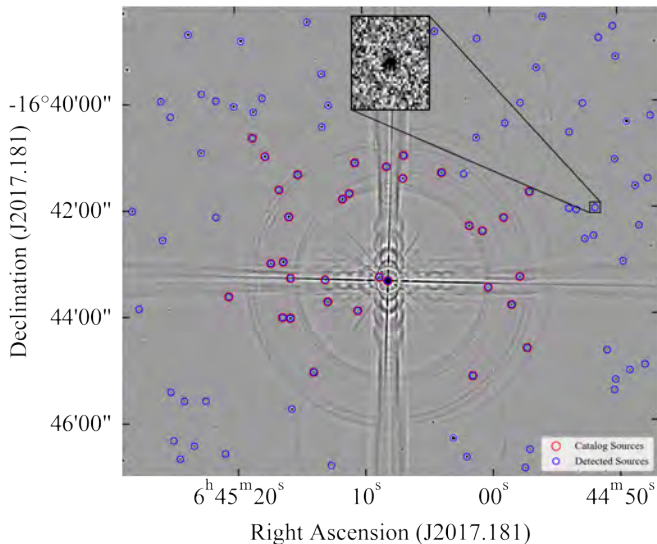 -16°40'00"
42'00"
44'00"
46'00"
Declination (J2017.181)
Catalog Sources
Detected Sources
6ʰ45ᵐ20ˢ 10ˢ 00ˢ 44ᵐ50ˢ
Right Ascension (J2017.181)